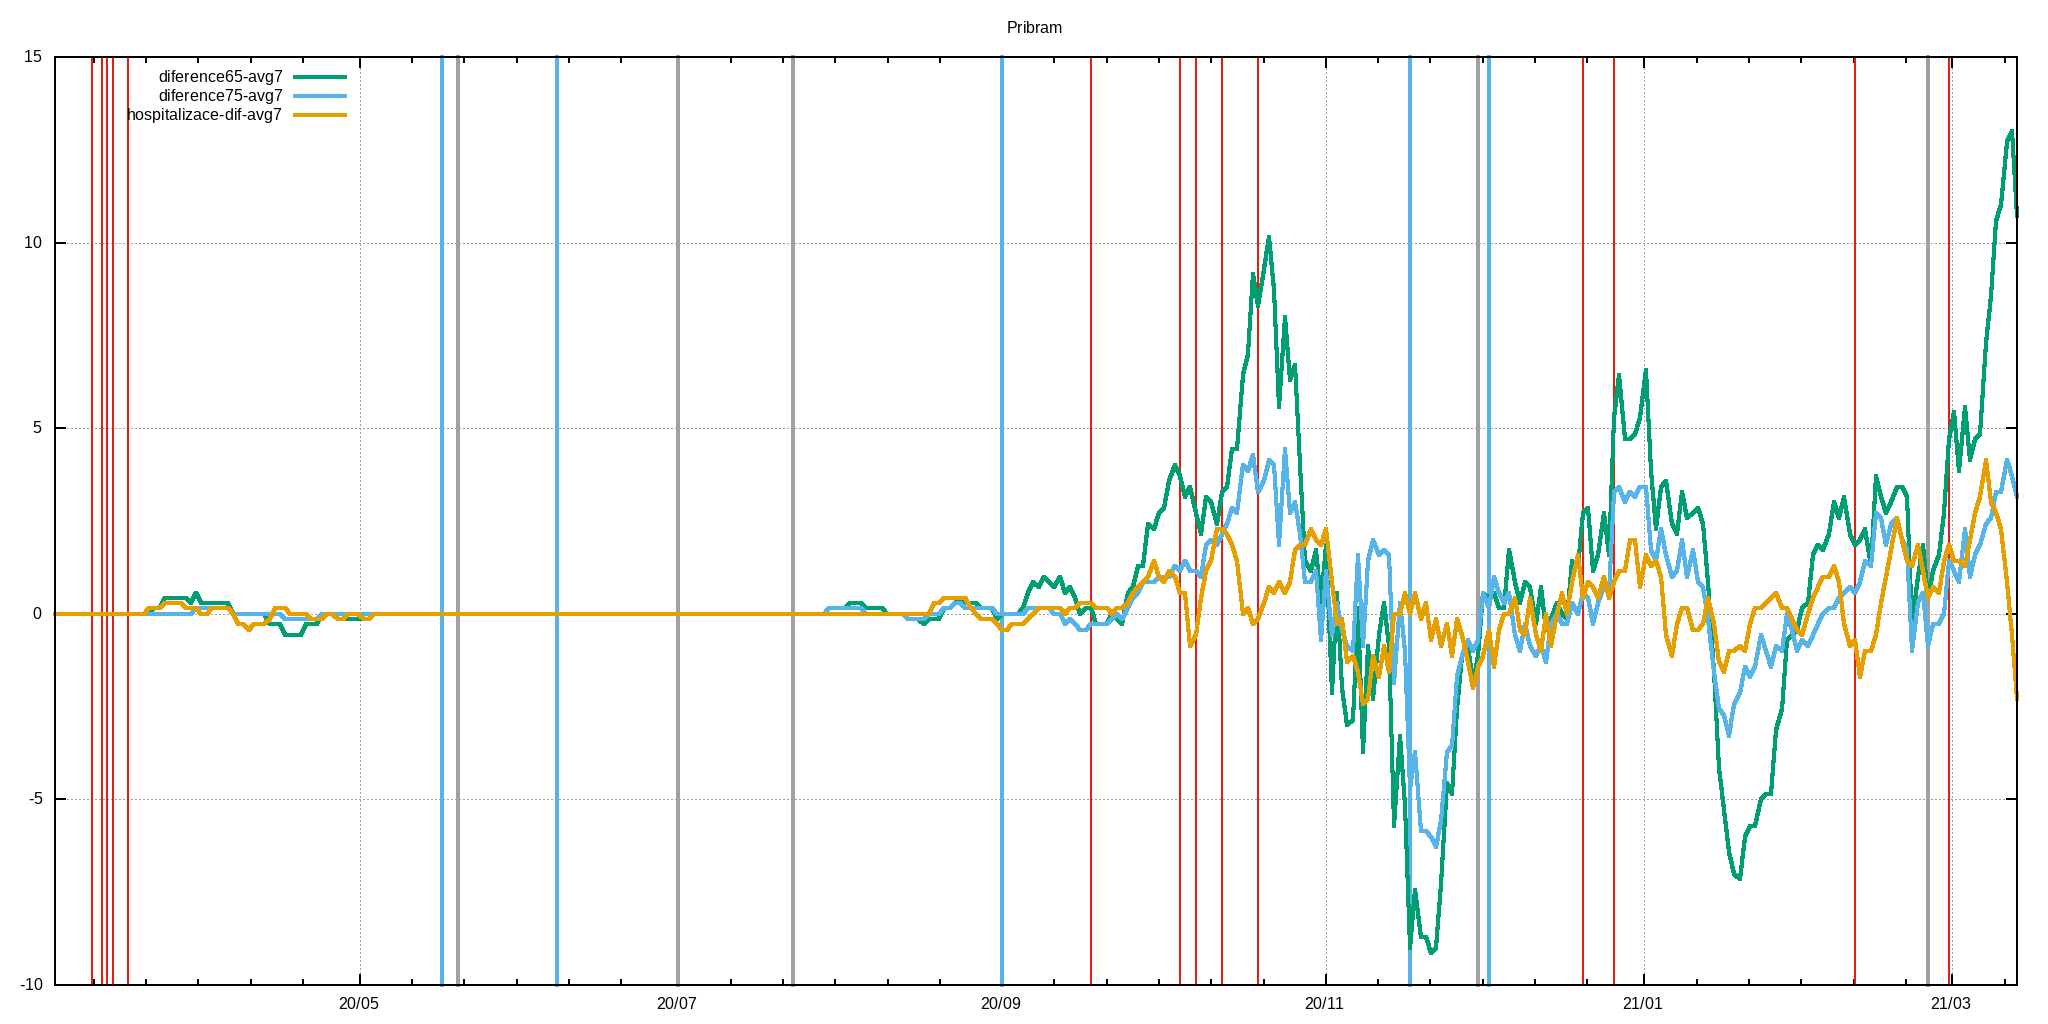 Pribram
15
diference65-avg7
diference75-avg7
hospitalizace-dif-avg7
10
5
0
-5
-10
20/05 20/07 20/09 20/11 21/01 21/03